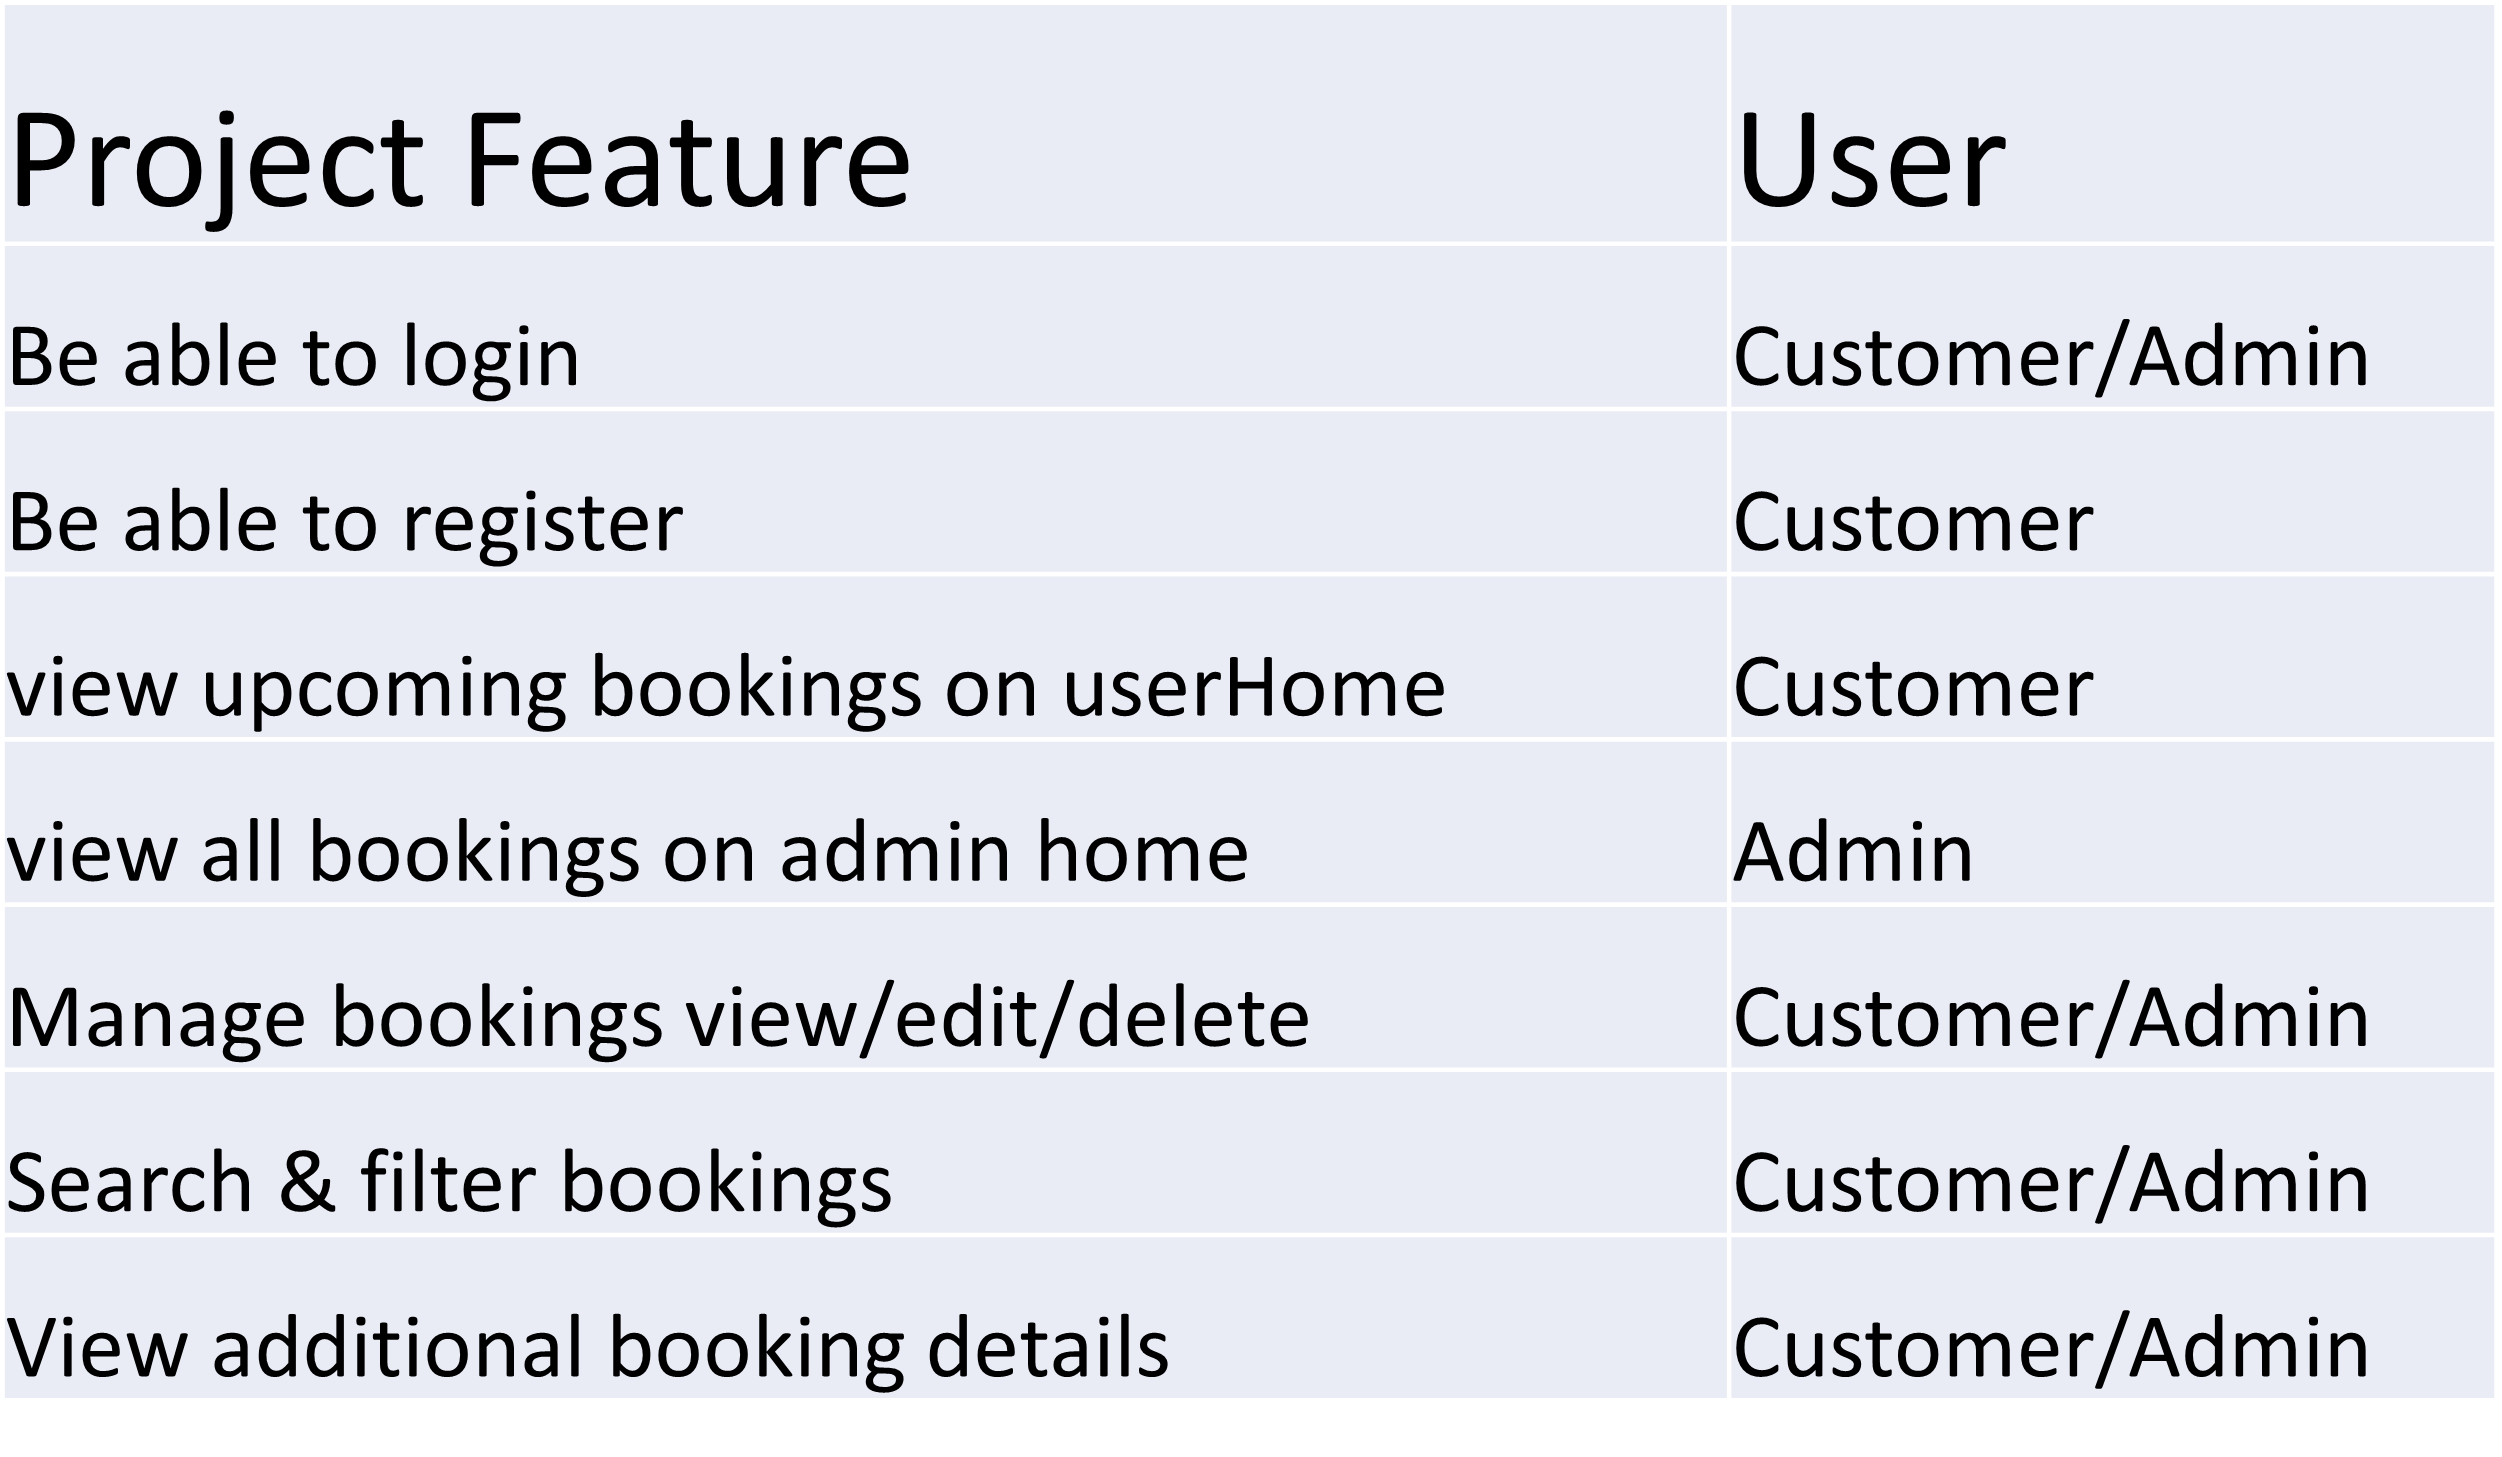 Project Feature User
Be able to login Customer/Admin
Be able to register Customer
view upcoming bookings on userHome Customer
view all bookings on admin home Admin
Manage bookings view/edit/delete Customer/Admin
Search & filter bookings Customer/Admin
View additional booking details Customer/Admin